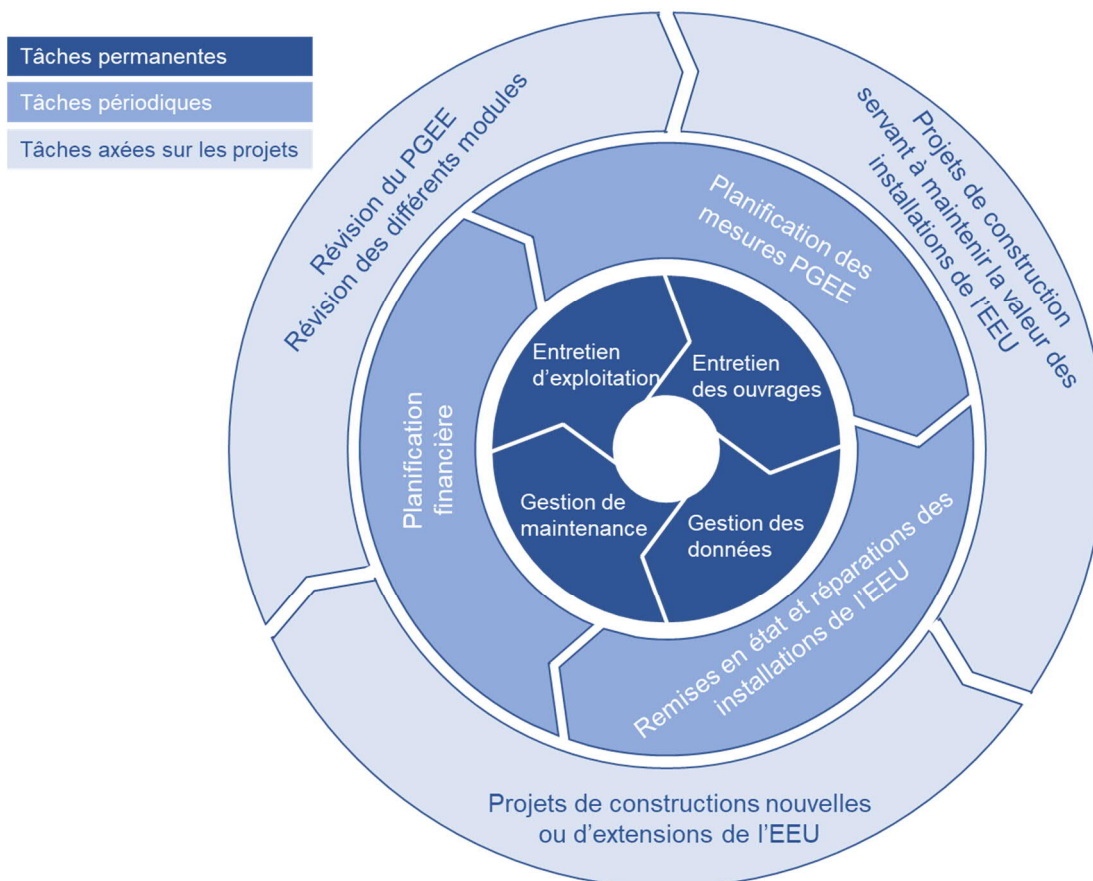 Tâches permanentes
Tâches périodiques
Tâches axées sur les projets
Révision du PGEE
Révision des différents modules
Projets de construction
servant à maintenir la valeur des
installations de l'EEU
Planification des
mesures PGEE
Planification
financière
Entretien
d'exploitation
Entretien
des ouvrages
Gestion de
maintenance
Gestion des
données
Remises en état et réparations des
installations de l'EEU
Projets de constructions nouvelles
ou d'extensions de l'EEU